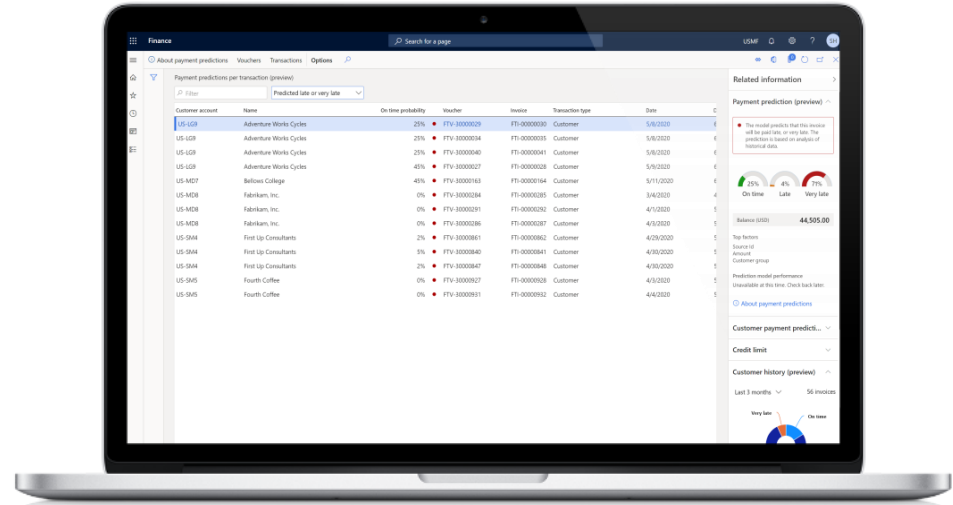 Finance
Search for a page
USMF
?
SH
About payment predictions Vouchers Transactions Options
Payment predictions per transaction (preview)
Filter
Predicted late or very late
Customer account Name On time probability Voucher Invoice Transaction type Date D
US-LG9 Adventure Works Cycles 25% FTV-30000029 FTI-00000030 Customer 5/8/2020
US-LG9 Adventure Works Cycles 25% FTV-30000034 FTI-00000035 Customer 5/8/2020
US-LG9 Adventure Works Cycles 25% FTV-30000040 FTI-00000041 Customer 5/8/2020
US-LG9 Adventure Works Cycles 45% FTV-30000027 FTI-00000028 Customer 5/9/2020
US-MD7 Bellows College 45% FTV-30000163 FTI-00000164 Customer 5/11/2020
US-MD8 Fabrikam, Inc. 0% FTV-30000284 FTI-00000285 Customer 3/4/2020
US-MD8 Fabrikam, Inc. 0% FTV-30000291 FTI-00000292 Customer 4/1/2020
US-MD8 Fabrikam, Inc. 0% FTV-30000286 FTI-00000287 Customer 4/3/2020
US-SM4 First Up Consultants 2% FTV-30000861 FTI-00000862 Customer 4/29/2020
US-SM4 First Up Consultants 5% FTV-30000840 FTI-00000841 Customer 4/30/2020
US-SM4 First Up Consultants 2% FTV-30000847 FTI-00000848 Customer 4/30/2020
US-SM5 Fourth Coffee 0% FTV-30000927 FTI-00000928 Customer 4/3/2020
US-SM5 Fourth Coffee 0% FTV-30000931 FTI-00000932 Customer 4/4/2020
Related information
Payment prediction (preview)
The model predicts that this invoice
will be paid late, or very late. The
prediction is based on analysis of
historical data.
25% 4% 71%
On time Late Very late
Balance (USD) 44,505.00
Top factors
Source Id
Amount
Customer group
Prediction model performance
Unavailable at this time. Check back later.
About payment predictions
Customer payment predicti...
Credit limit
Customer history (preview)
Last 3 months 56 invoices
Very late On time